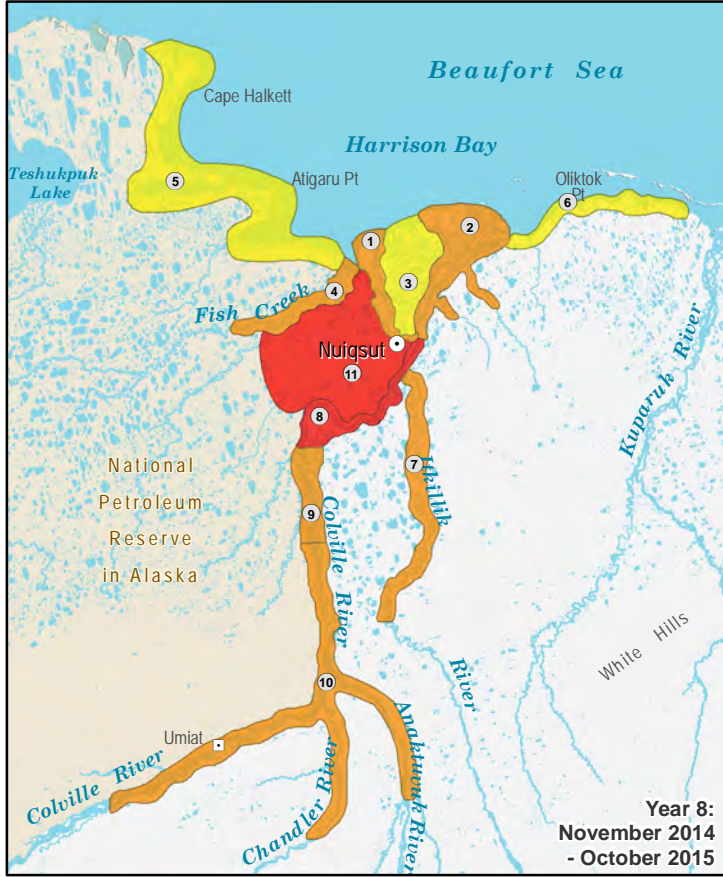 Beaufort Sea
Cape Halkett
Harrison Bay
Teshukpuk
Lake
Atigaru Pt
Oliktok
Pt
5
6
1
2
3
4
Fish Creek
Nuiqsut
11
8
7
Kuparuk River
Itkillik
River
National
Petroleum
Reserve
in Alaska
9
Colville River
White Hills
10
Umiat
Colville River
Chandler River
Anaktuvuk River
Year 8:
November 2014
- October 2015